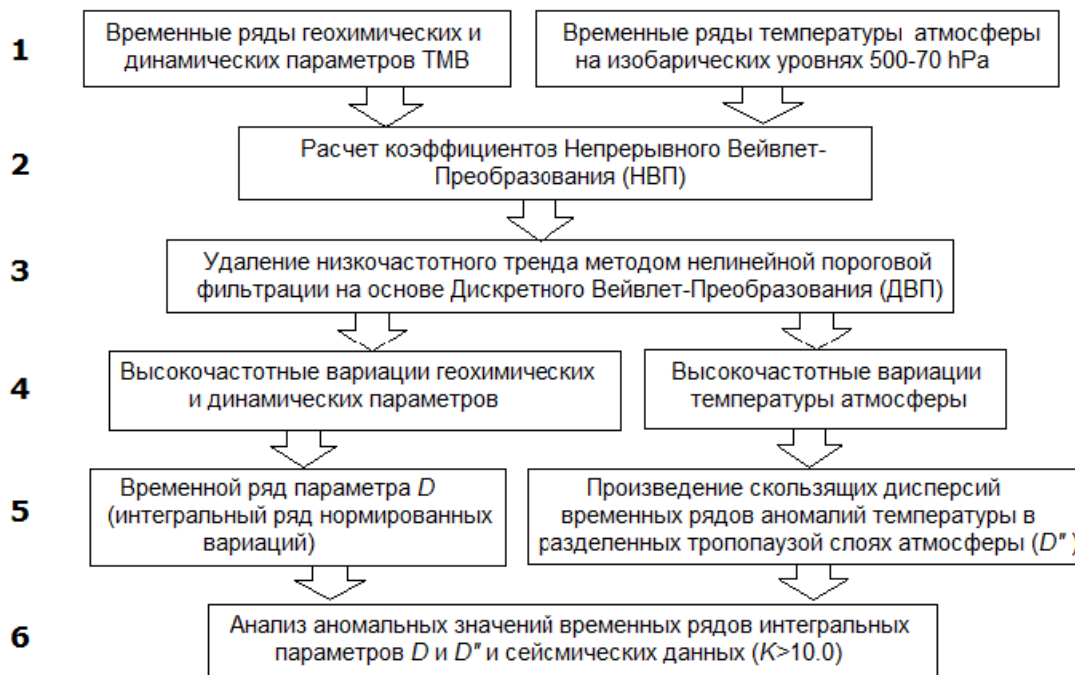 1
Временные ряды геохимических и
динамических параметров ТМВ
Временные ряды температуры атмосферы
на изобарических уровнях 500-70 hPa
2
Расчет коэффициентов Непрерывного Вейвлет-
Преобразования (НВП)
3
Удаление низкочастотного тренда методом нелинейной пороговой
фильтрации на основе Дискретного Вейвлет-Преобразования (ДВП)
4
Высокочастотные вариации геохимических
и динамических параметров
Высокочастотные вариации
температуры атмосферы
5
Временной ряд параметра D
(интегральный ряд нормированных
вариаций)
Произведение скользящих дисперсий
временных рядов аномалий температуры в
разделенных тропопаузой слоях атмосферы (D" )
6
Анализ аномальных значений временных рядов интегральных
параметров D и D" и сейсмических данных (K>10.0)